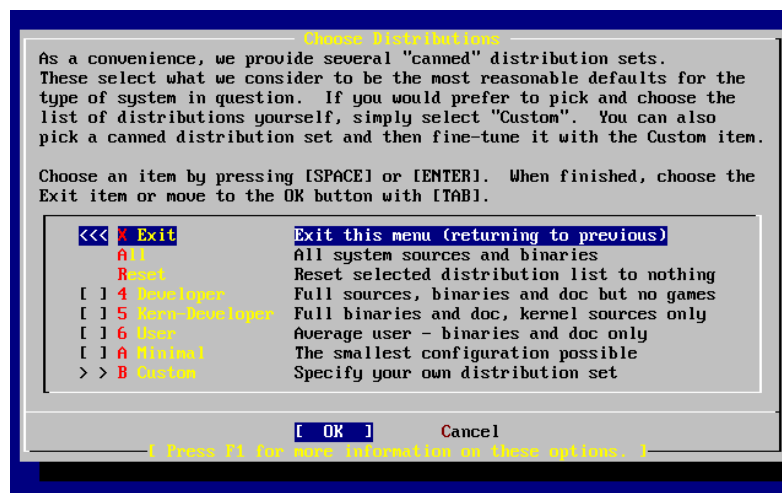 Choose Distributions
As a convenience, we provide several "canned" distribution sets.
These select what we consider to be the most reasonable defaults for the
type of system in question.  If you would prefer to pick and choose the
list of distributions yourself, simply select "Custom".  You can also
pick a canned distribution set and then fine-tune it with the Custom item.
Choose an item by pressing [SPACE] or [ENTER].  When finished, choose the
Exit item or move to the OK button with [TAB].
<<< X Exit Exit this menu (returning to previous)
All All system sources and binaries
Reset Reset selected distribution list to nothing
[ ] 4 Developer Full sources, binaries and doc but no games
[ ] 5 Kern-Developer Full binaries and doc, kernel sources only
[ ] 6 User Average user - binaries and doc only
[ ] A Minimal The smallest configuration possible
> > B Custom Specify your own distribution set
[ OK ] Cancel
[ Press F1 for more information on these options. ]